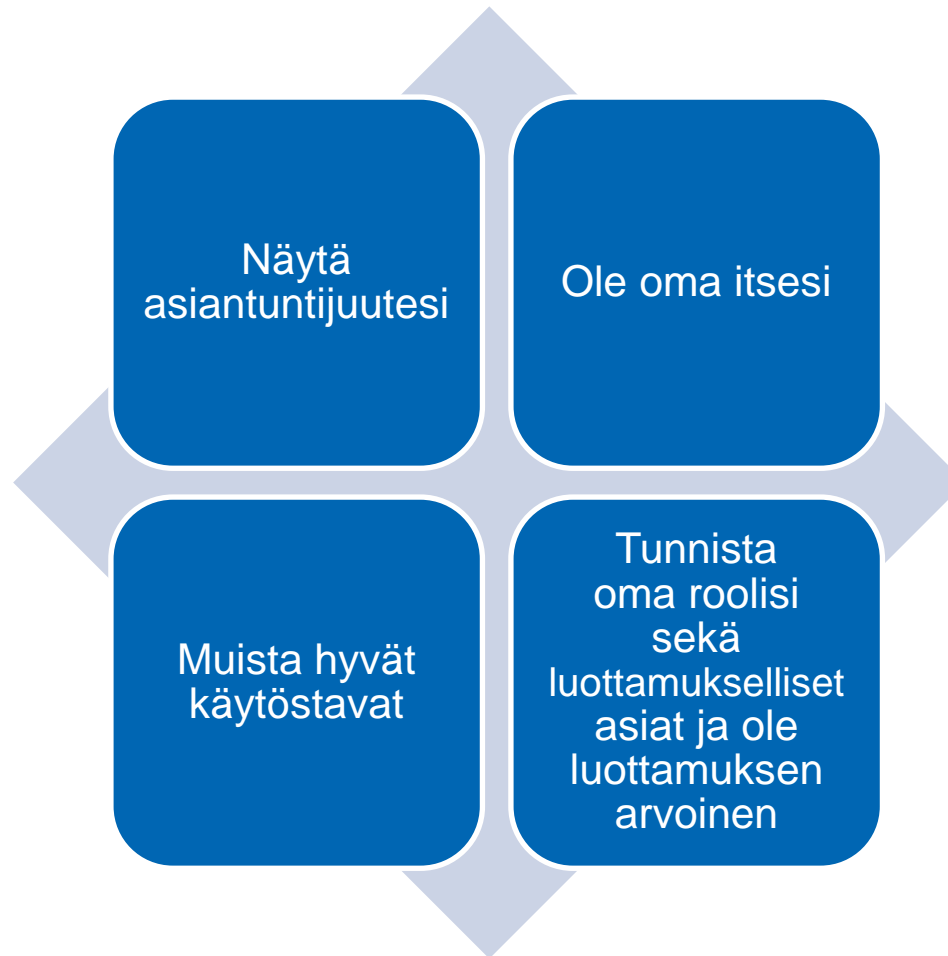 Näytä
asiantuntijuutesi
Ole oma itsesi
Muista hyvät
käytöstavat
Tunnista
oma roolisi
sekä
luottamukselliset
asiat ja ole
luottamuksen
arvoinen